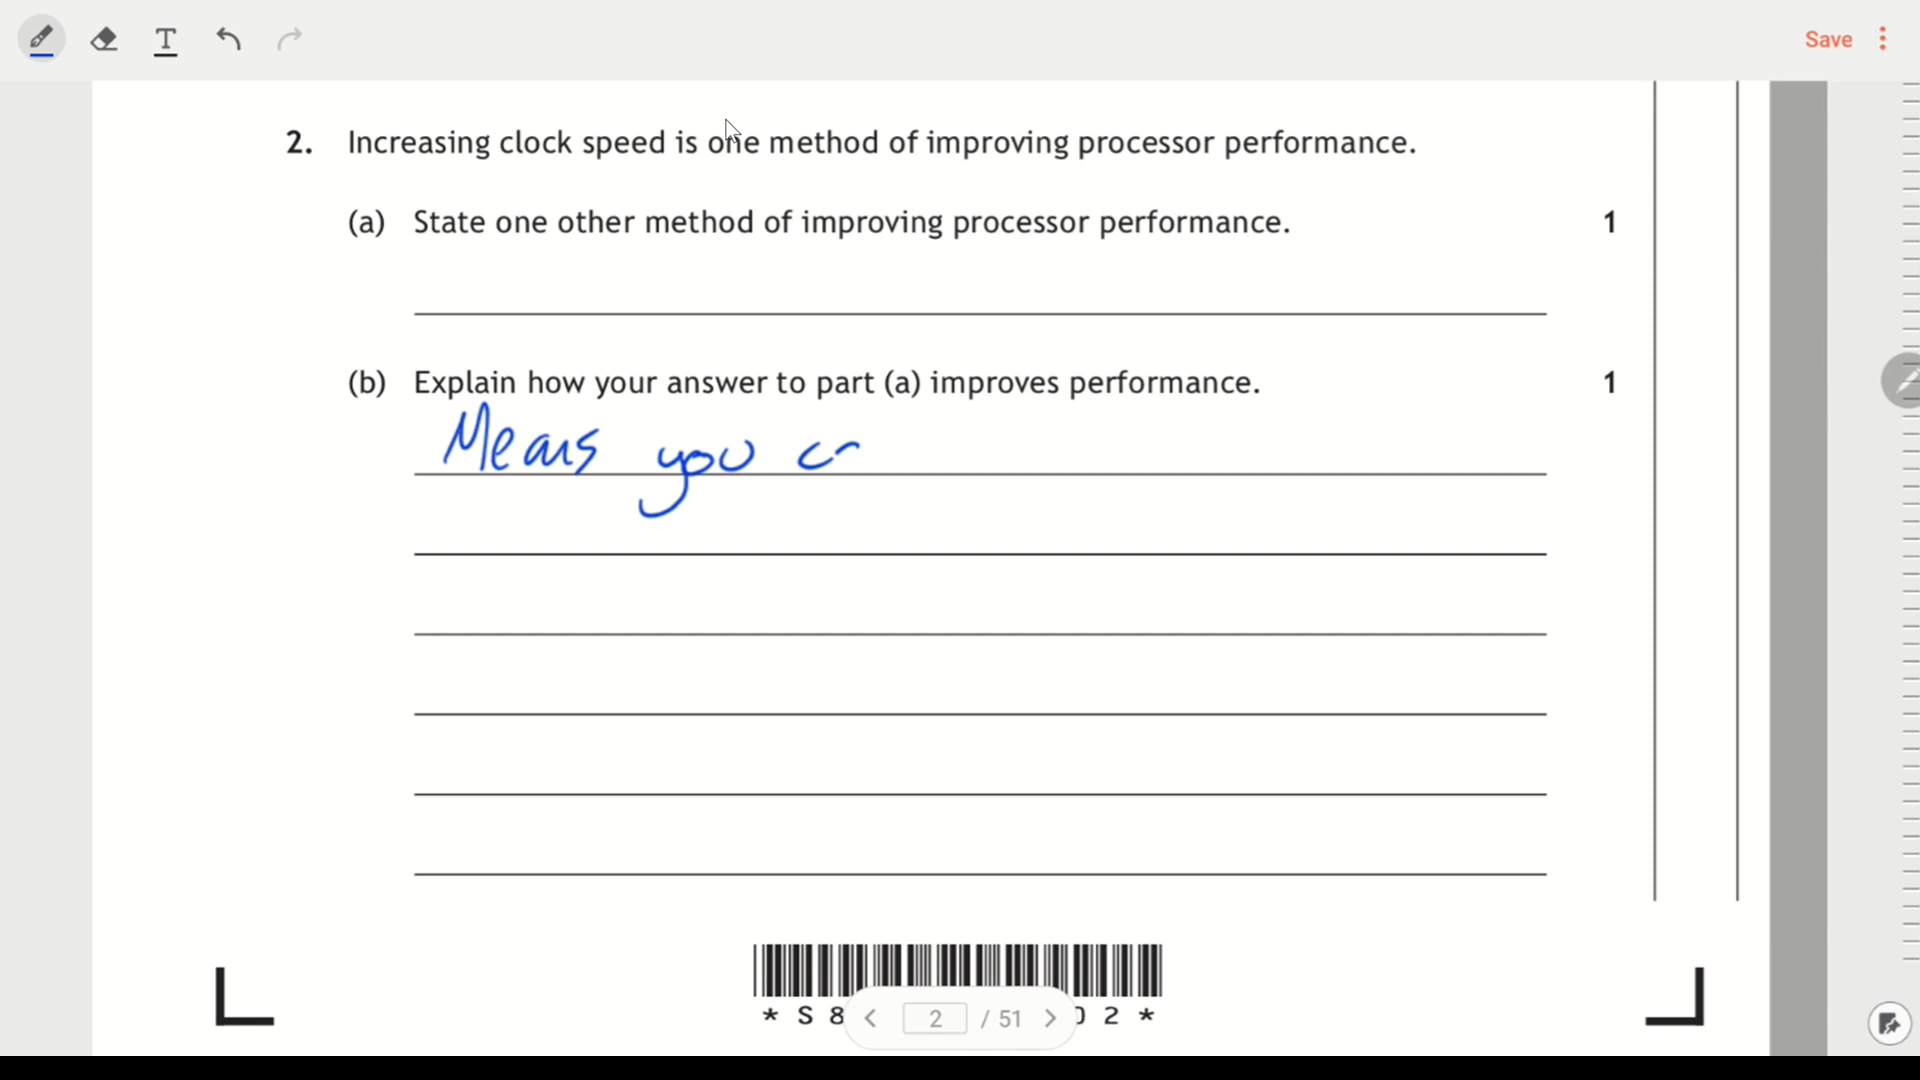 Save
2. Increasing clock speed is one method of improving processor performance.
(a) State one other method of improving processor performance. 1
(b) Explain how your answer to part (a) improves performance. 1
Means you
* S 8 0 2 *
2 / 51